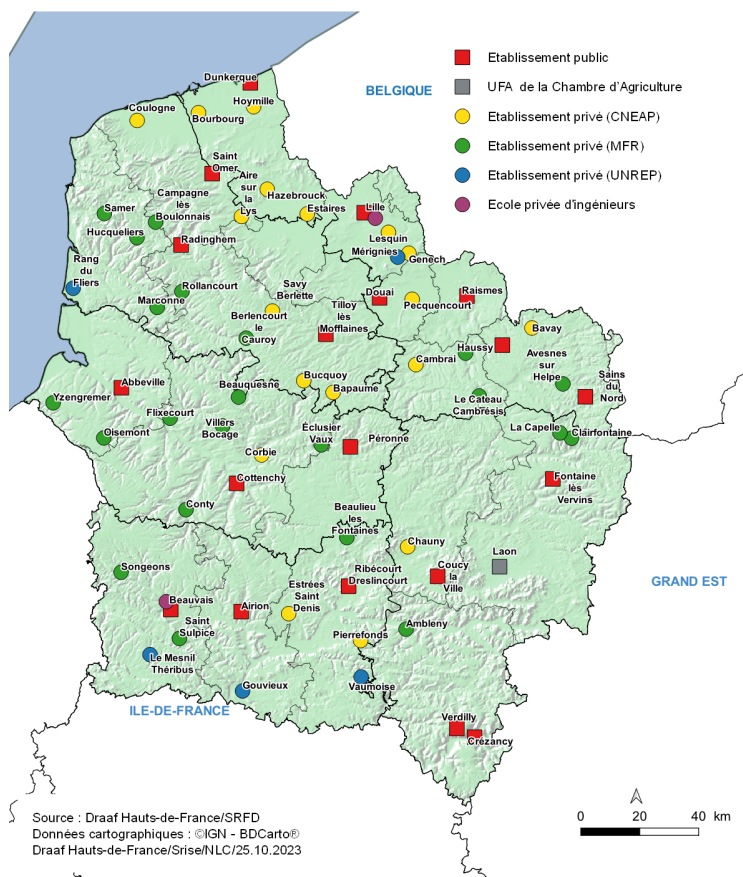 Dunkerque
BELGIQUE
Etablissement public
UFA de la Chambre d'Agriculture
Etablissement privé (CNEAP)
Etablissement privé (MFR)
Etablissement privé (UNREP)
Ecole privée d'ingénieurs
Coulogne
Bourbourg
Hoymille
Saint
Omer
Aire
sur
la
Lys
Hazebrouck
Estaires
Lille
Campagne
lès
Boulonnais
Samer
Hucqueliers
Radinghem
Lesquin
Mérignies
Genech
Rang
du
Fliers
Rollancourt
Marconne
Savy
Berlette
Berlencourt
le
Cauroy
Tilloy
lès
Mofflaines
Douai
Pecquencourt
Raismes
Bavay
Haussy
Cambrai
Avesnes
sur
Helpe
Sains
du
Nord
Le Cateau
Cambrésis
Abbeville
Yzengremer
Beauquesne
Bucquoy
Bapaume
Flixecourt
Oisemont
Villers
Bocage
Corbie
Éclusier
Vaux
Péronne
La Capelle
Clairfontaine
Cottenchy
Fontaine
lès
Vervins
Conty
Beaulieu
les
Fontaines
Chauny
Laon
Coucy
la
Ville
Songeons
Beauvais
Saint
Sulpice
Airion
Estrées
Saint
Denis
Ribécourt
Dreslincourt
GRAND EST
Pierrefonds
Ambleny
Le Mesnil
Théribus
Gouvieux
Vaumoise
ILE-DE-FRANCE
Verdilly
Crézancy
Source : Draaf Hauts-de-France/SRFD
Données cartographiques : ©IGN - BDCarto®
Draaf Hauts-de-France/Srise/NLC/25.10.2023
0 20 40 km